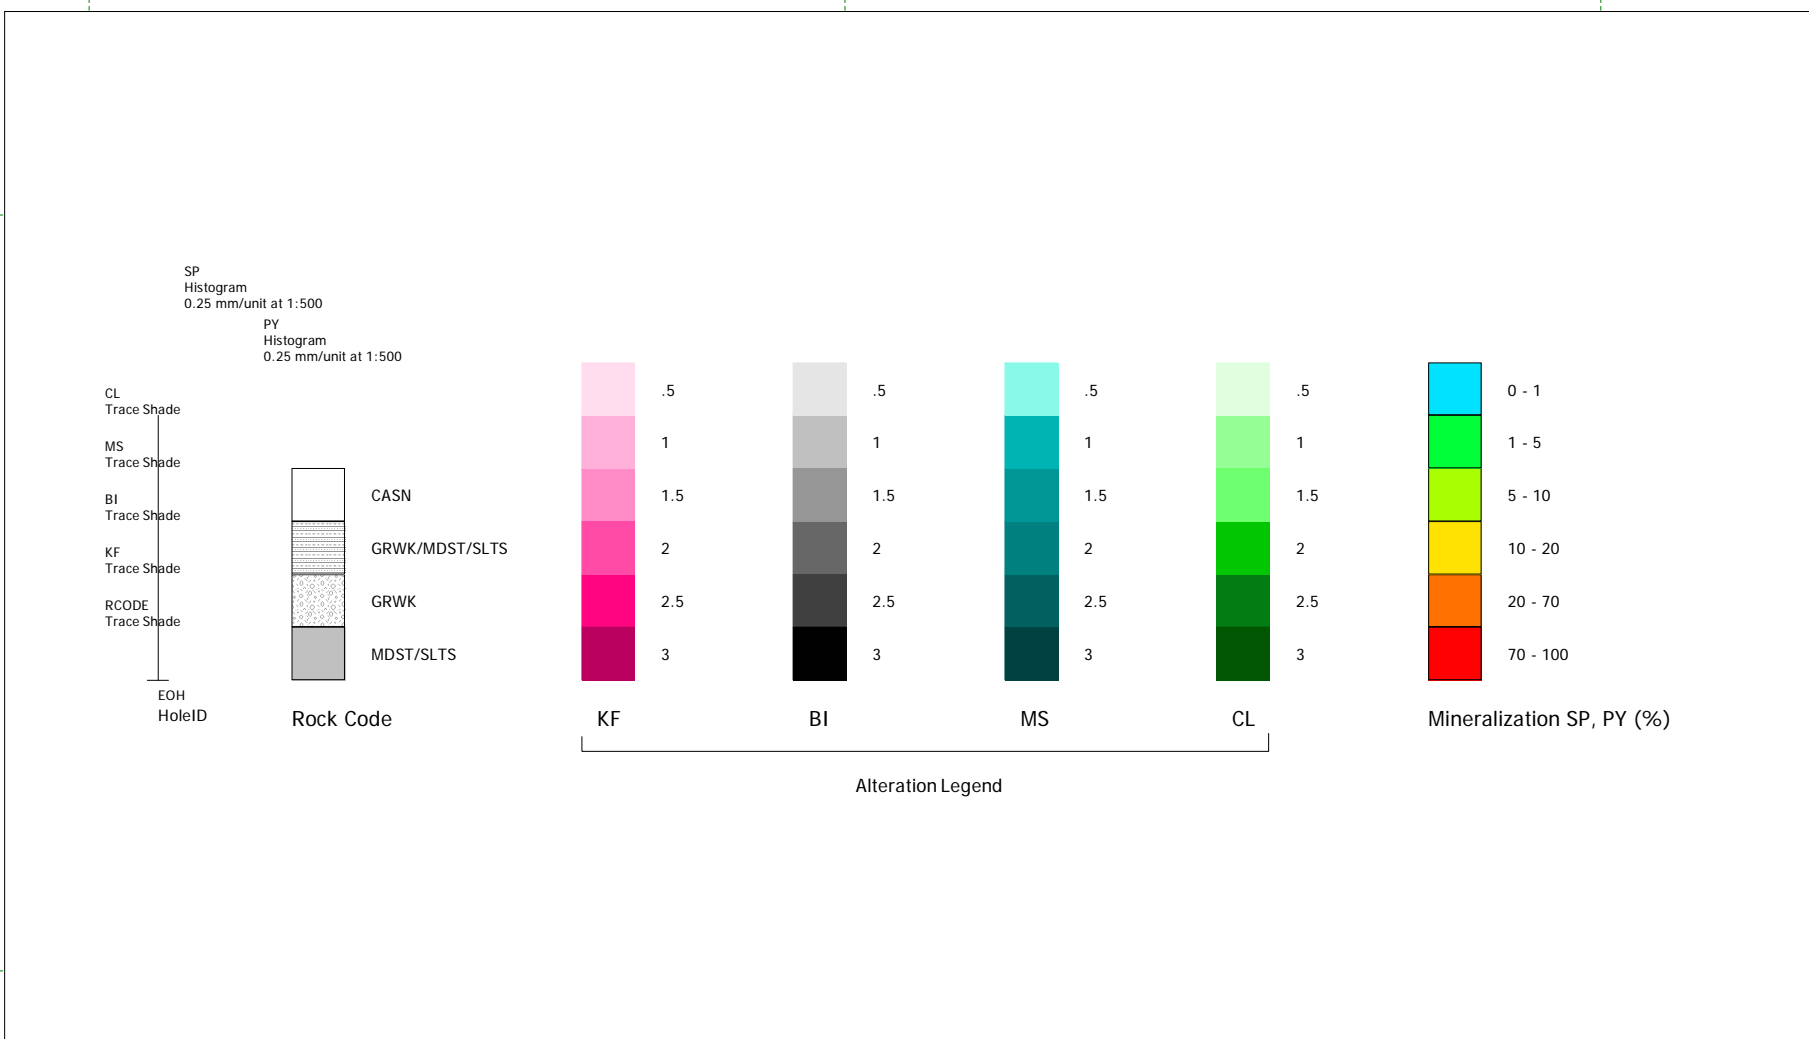 SP
Histogram
0.25 mm/unit at 1:500
PY
Histogram
0.25 mm/unit at 1:500
CL
Trace Shade
MS
Trace Shade
BI
Trace Shade
KF
Trace Shade
RCODE
Trace Shade
EOH
HoleID
CASN
GRWK/MDST/SLTS
GRWK
MDST/SLTS
Rock Code
.5
1
1.5
2
2.5
3
KF
.5
1
1.5
2
2.5
3
BI
.5
1
1.5
2
2.5
3
MS
.5
1
1.5
2
2.5
3
CL
Alteration Legend
0 - 1
1 - 5
5 - 10
10 - 20
20 - 70
70 - 100
Mineralization SP, PY (%)